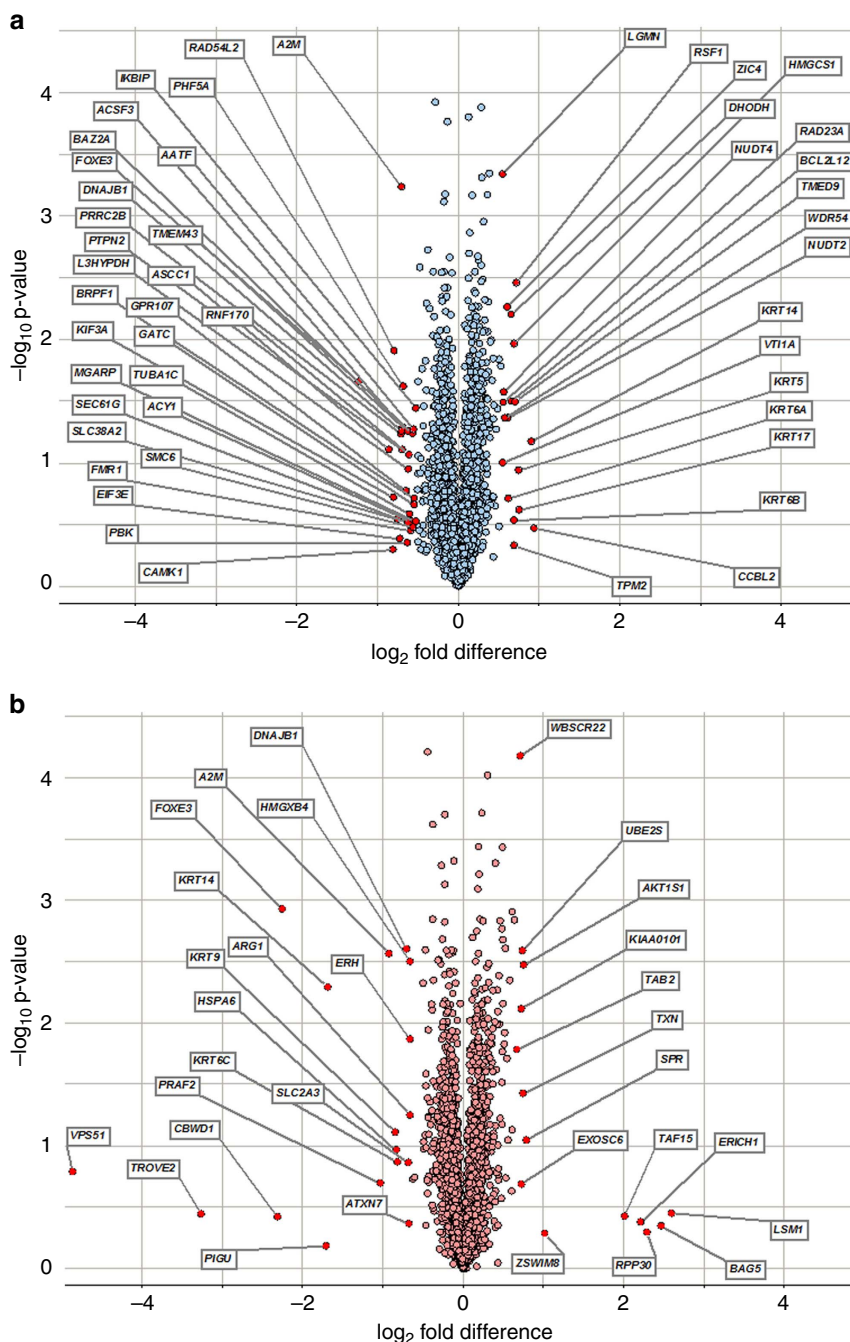 a
RAD54L2
A2M
LGMN
RSF1
IKBIP
PHF5A
ZIC4
HMGCS1
ACSF3
DHODH
BAZ2A
AATF
NUDT4
RAD23A
FOXE3
BCL2L12
DNAJB1
TMED9
PRRC2B
TMEM43
WDR54
PTPN2
NUDT2
L3HYPDH
ASCC1
BRPF1
GPR107
RNF170
KRT14
KIF3A
GATC
VTI1A
MGARP
TUBA1C
KRT5
SEC61G
ACY1
KRT6A
SLC38A2
KRT17
SMC6
FMR1
EIF3E
KRT6B
PBK
CAMK1
TPM2
CCBL2
4
3
2
1
0
–log10 p-value
–4
–2
0
2
4
log2 fold difference
b
DNAJB1
WBSCR22
A2M
FOXE3
HMGXB4
UBE2S
KRT14
AKT1S1
ARG1
KIAA0101
KRT9
ERH
TAB2
HSPA6
TXN
KRT6C
SPR
PRAF2
SLC2A3
VPS51
CBWD1
EXOSC6
TAF15
ERICH1
TROVE2
ATXN7
LSM1
PIGU
ZSWIM8
RPP30
BAG5
4
3
2
1
0
–log10 p-value
–4
–2
0
2
4
log2 fold difference